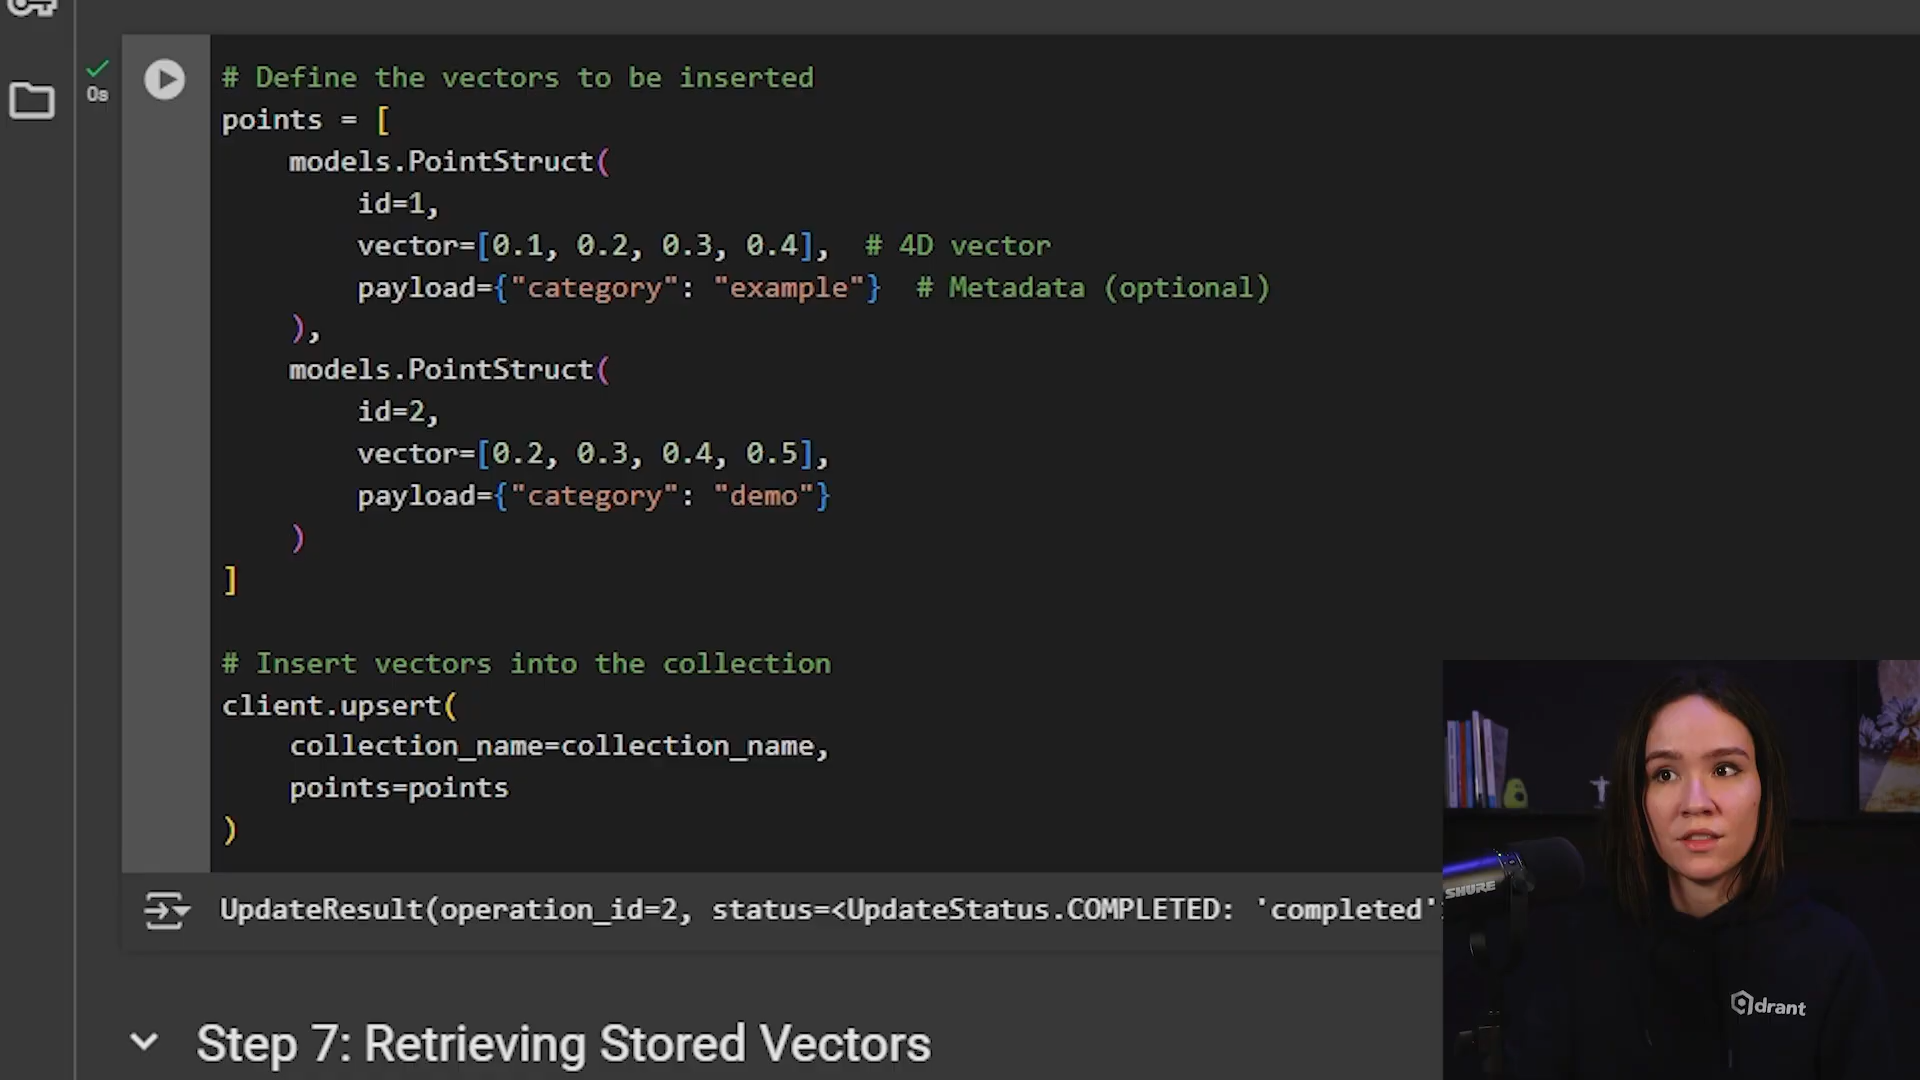 0s
# Define the vectors to be inserted
points = [
    models.PointStruct(
        id=1,
        vector=[0.1, 0.2, 0.3, 0.4],  # 4D vector
        payload={"category": "example"}  # Metadata (optional)
    ),
    models.PointStruct(
        id=2,
        vector=[0.2, 0.3, 0.4, 0.5],
        payload={"category": "demo"}
    )
]
# Insert vectors into the collection
client.upsert(
    collection_name=collection_name,
    points=points
)
UpdateResult(operation_id=2, status=<UpdateStatus.COMPLETED: 'completed'
Step 7: Retrieving Stored Vectors
SHURE
qdrant